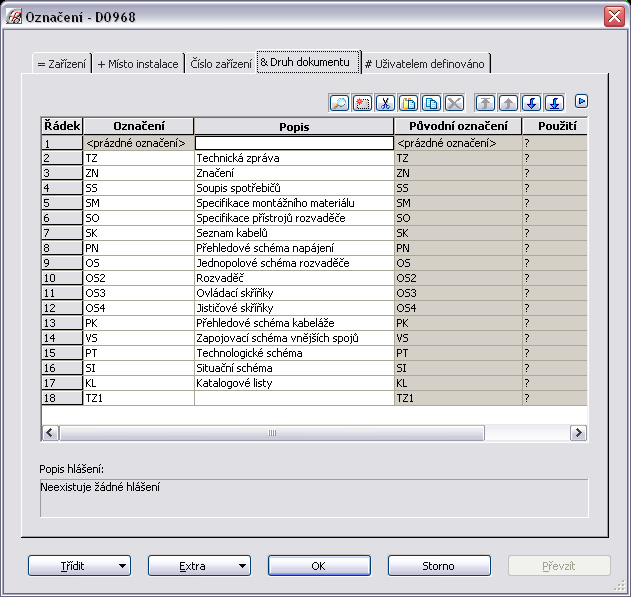 Označení - D0968
= Zařízení + Místo instalace Číslo zařízení & Druh dokumentu # Uživatelem definováno
Řádek Označení Popis Původní označení Použití
1 <prázdné označení> <prázdné označení> ?
2 TZ Technická zpráva TZ ?
3 ZN Značení ZN ?
4 SS Soupis spotřebičů SS ?
5 SM Specifikace montážního materiálu SM ?
6 SO Specifikace přístrojů rozvaděče SO ?
7 SK Seznam kabelů SK ?
8 PN Přehledové schéma napájení PN ?
9 OS Jednopolové schéma rozvaděče OS ?
10 OS2 Rozvaděč OS2 ?
11 OS3 Ovládací skříňky OS3 ?
12 OS4 Jističové skříňky OS4 ?
13 PK Přehledové schéma kabeláže PK ?
14 VS Zapojovací schéma vnějších spojů VS ?
15 PT Technologické schéma PT ?
16 SI Situační schéma SI ?
17 KL Katalogové listy KL ?
18 TZ1 TZ1 ?
Popis hlášení:
Neexistuje žádné hlášení
Třídit Extra OK Storno Převzít